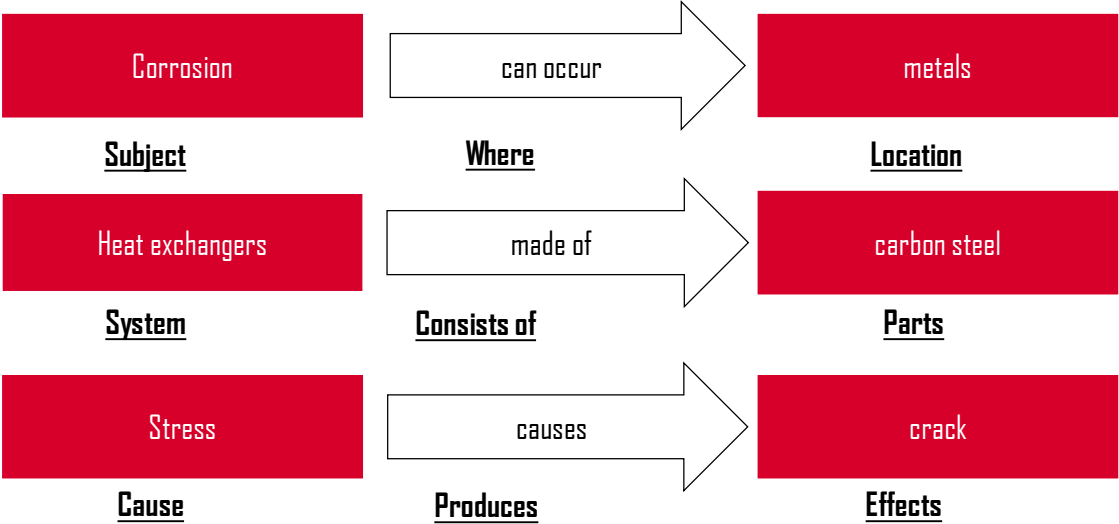 Corrosion can occur metals
Subject Where Location
Heat exchangers made of carbon steel
System Consists of Parts
Stress causes crack
Cause Produces Effects